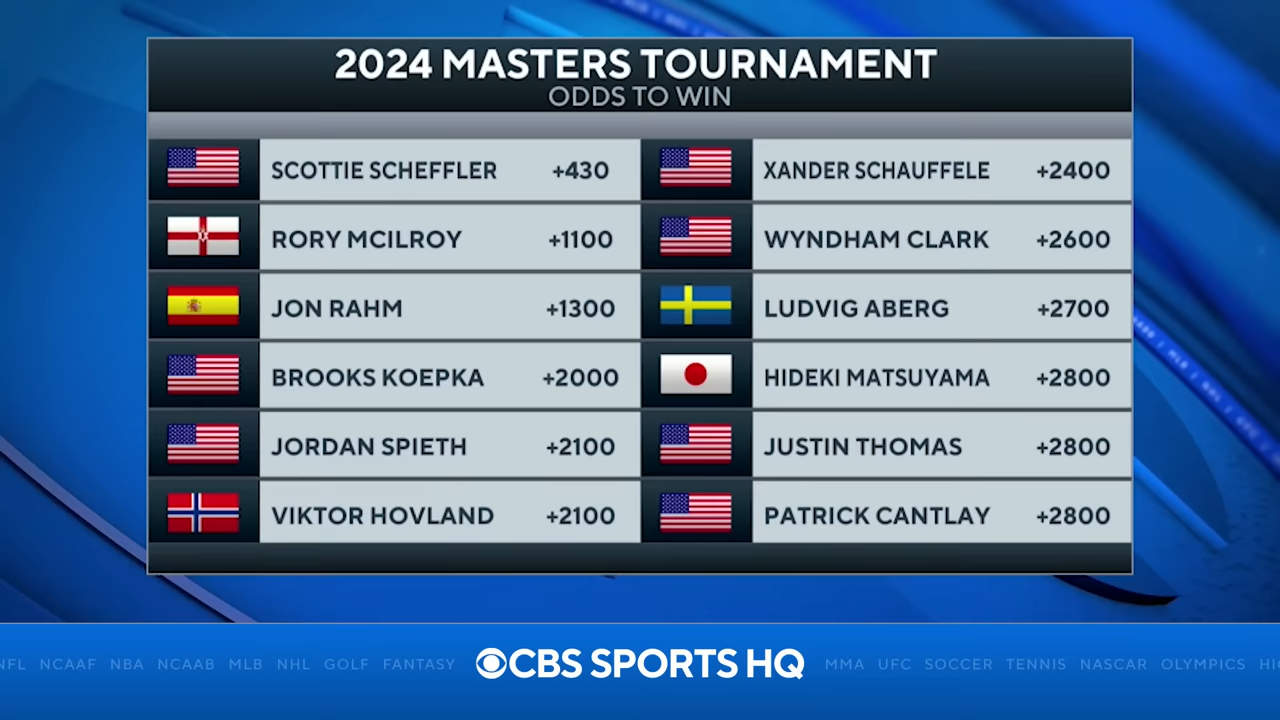 2024 MASTERS TOURNAMENT
ODDS TO WIN
SCOTTIE SCHEFFLER +430
RORY MCILROY +1100
JON RAHM +1300
BROOKS KOEPKA +2000
JORDAN SPIETH +2100
VIKTOR HOVLAND +2100
XANDER SCHAUFFELE +2400
WYNDHAM CLARK +2600
LUDVIG ABERG +2700
HIDEKI MATSUYAMA +2800
JUSTIN THOMAS +2800
PATRICK CANTLAY +2800
NFL NCAAF NBA NCAAB MLB NHL GOLF FANTASY CBS SPORTS HQ MMA UFC SOCCER TENNIS NASCAR OLYMPICS